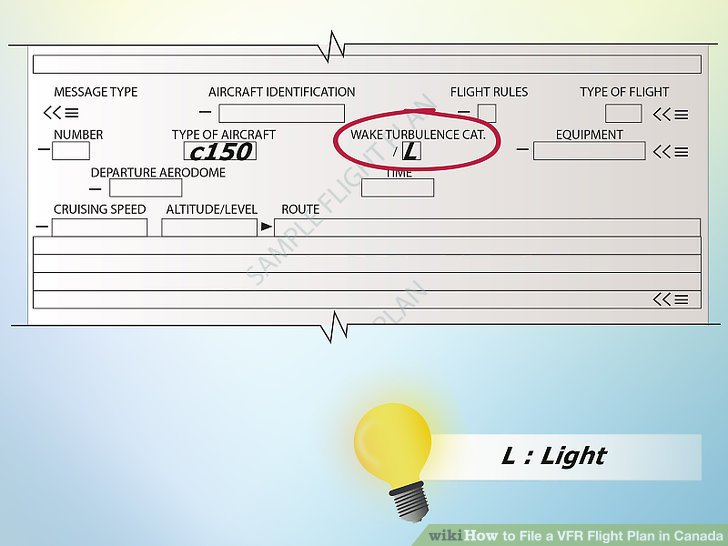 MESSAGE TYPE AIRCRAFT IDENTIFICATION FLIGHT RULES TYPE OF FLIGHT
NUMBER TYPE OF AIRCRAFT WAKE TURBULENCE CAT. EQUIPMENT
c150 / L
DEPARTURE AERODOME TIME
CRUISING SPEED ALTITUDE/LEVEL ROUTE
SAMPLE FLIGHT PLAN
PLAN
L : Light
wikiHow to File a VFR Flight Plan in Canada